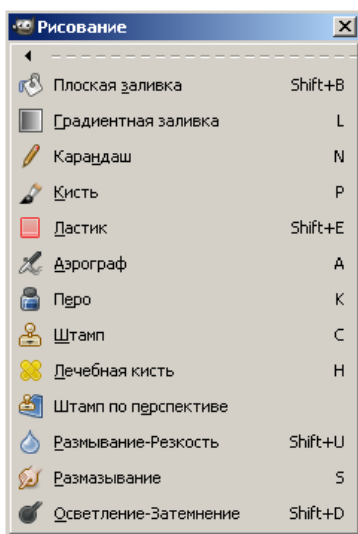 Рисование
Плоская заливка Shift+B
Градиентная заливка L
Карандаш N
Кисть P
Ластик Shift+E
Аэрограф A
Перо K
Штамп C
Лечебная кисть H
Штамп по перспективе
Размывание-Резкость Shift+U
Размазывание S
Осветление-Затемнение Shift+D